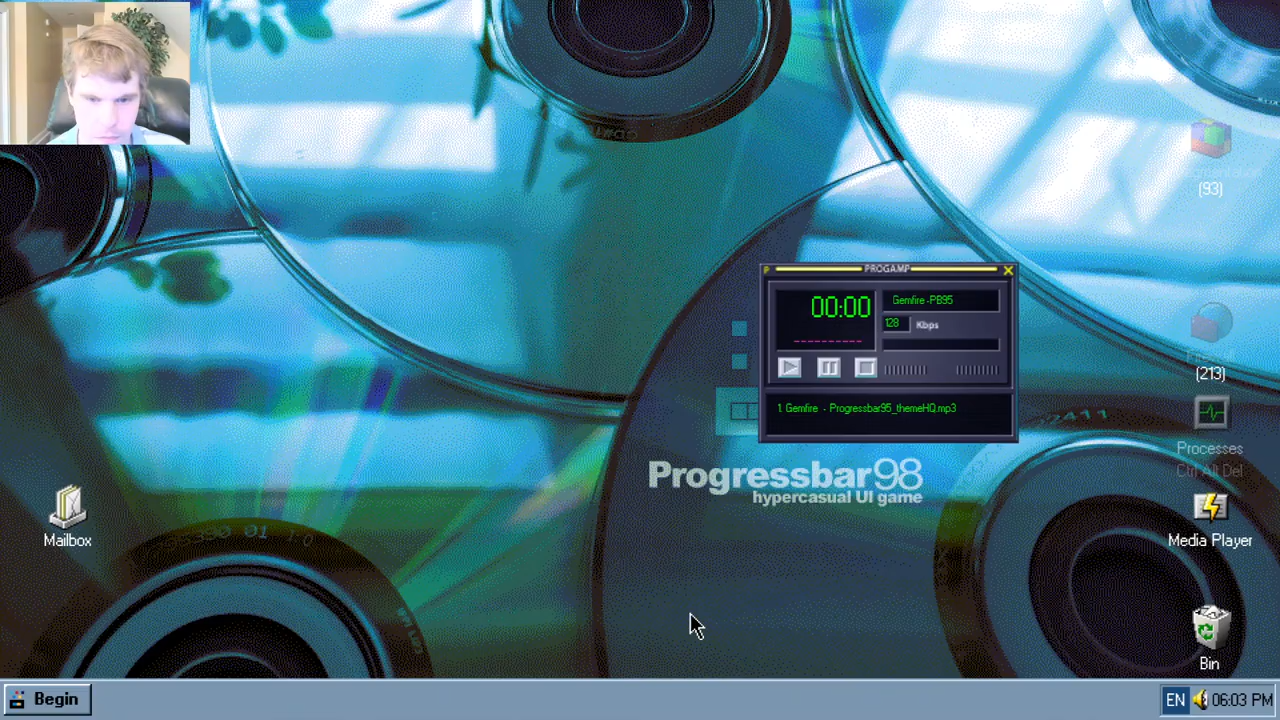 PROGAMP
00:00
Gemfire -PB95
128 Kbps
1. Gemfire - Progressbar95_themeHQ.mp3
(93)
(213)
Processes
Ctrl Alt Del
Progressbar98
hypercasual UI game
Mailbox
Media Player
Bin
Begin
EN 06:03 PM